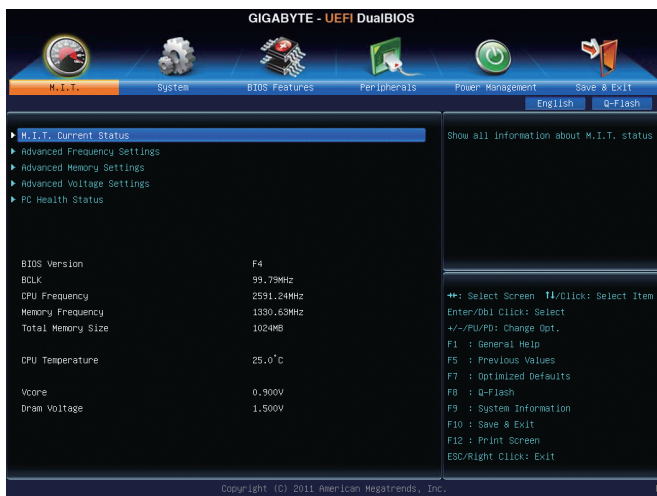 GIGABYTE - UEFI DualBIOS
M.I.T. System BIOS Features Peripherals Power Management Save & Exit
English Q-Flash
M.I.T. Current Status
Advanced Frequency Settings
Advanced Memory Settings
Advanced Voltage Settings
PC Health Status
BIOS Version F4
BCLK 99.79MHz
CPU Frequency 2591.24MHz
Memory Frequency 1330.63MHz
Total Memory Size 1024MB
CPU Temperature 25.0°C
Vcore 0.900V
Dram Voltage 1.500V
Show all information about M.I.T. status
→←: Select Screen ↑↓/Click: Select Item
Enter/Dbl Click: Select
+/-/PU/PD: Change Opt.
F1 : General Help
F5 : Previous Values
F7 : Optimized Defaults
F8 : Q-Flash
F9 : System Information
F10 : Save & Exit
F12 : Print Screen
ESC/Right Click: Exit
Copyright (C) 2011 American Megatrends, Inc.